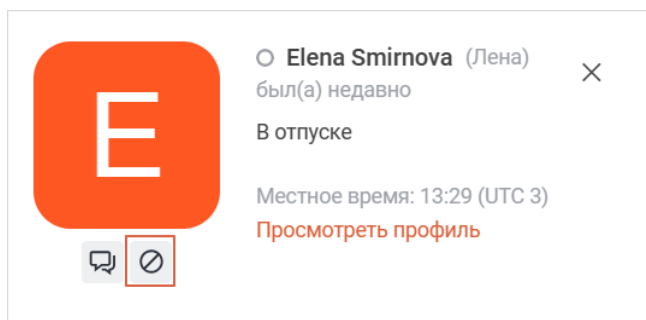 E
Elena Smirnova (Лена)
был(а) недавно
В отпуске
Местное время: 13:29 (UTC 3)
Просмотреть профиль